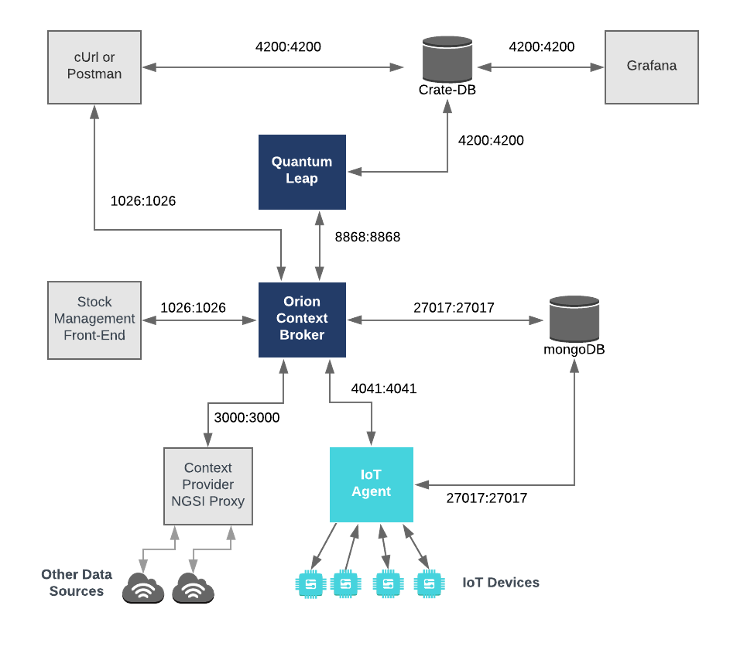 cUrl or
Postman
4200:4200
Crate-DB
4200:4200
Grafana
4200:4200
Quantum
Leap
1026:1026
8868:8868
Stock
Management
Front-End
1026:1026
Orion
Context
Broker
27017:27017
mongoDB
4041:4041
3000:3000
Context
Provider
NGSI Proxy
IoT
Agent
27017:27017
Other Data
Sources
IoT Devices